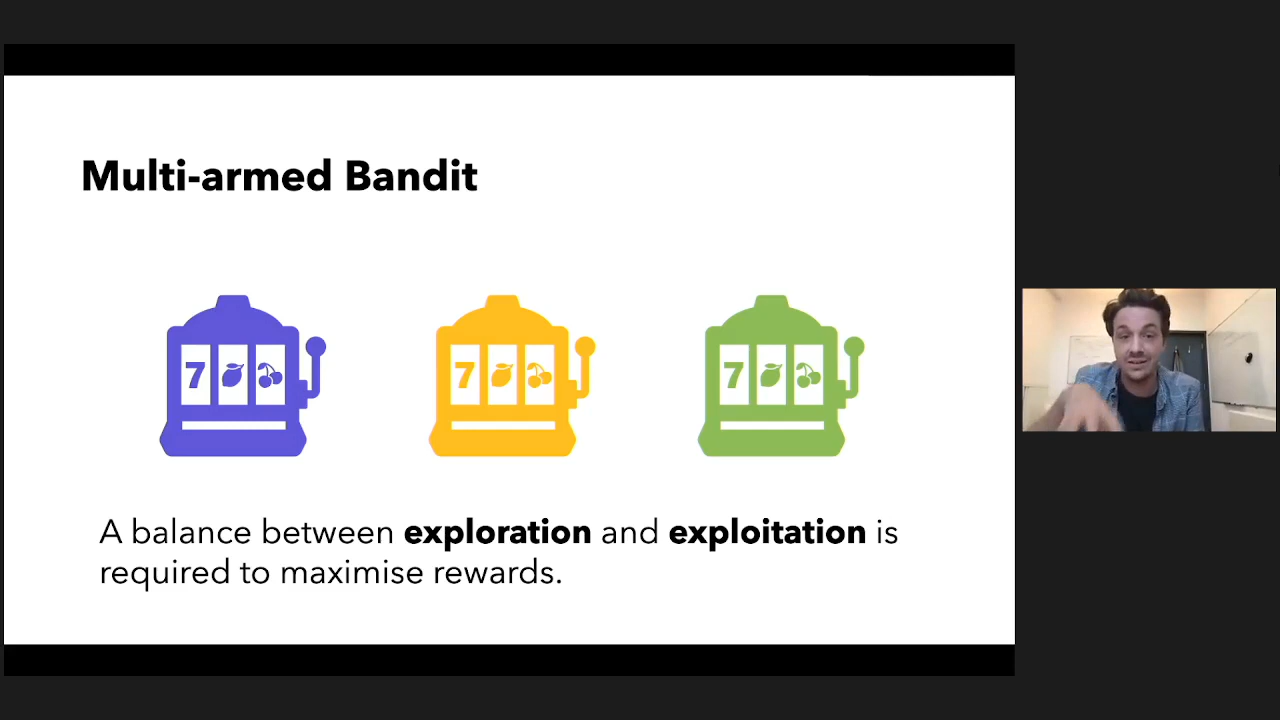 Multi-armed Bandit
7
7
7
A balance between exploration and exploitation is
required to maximise rewards.